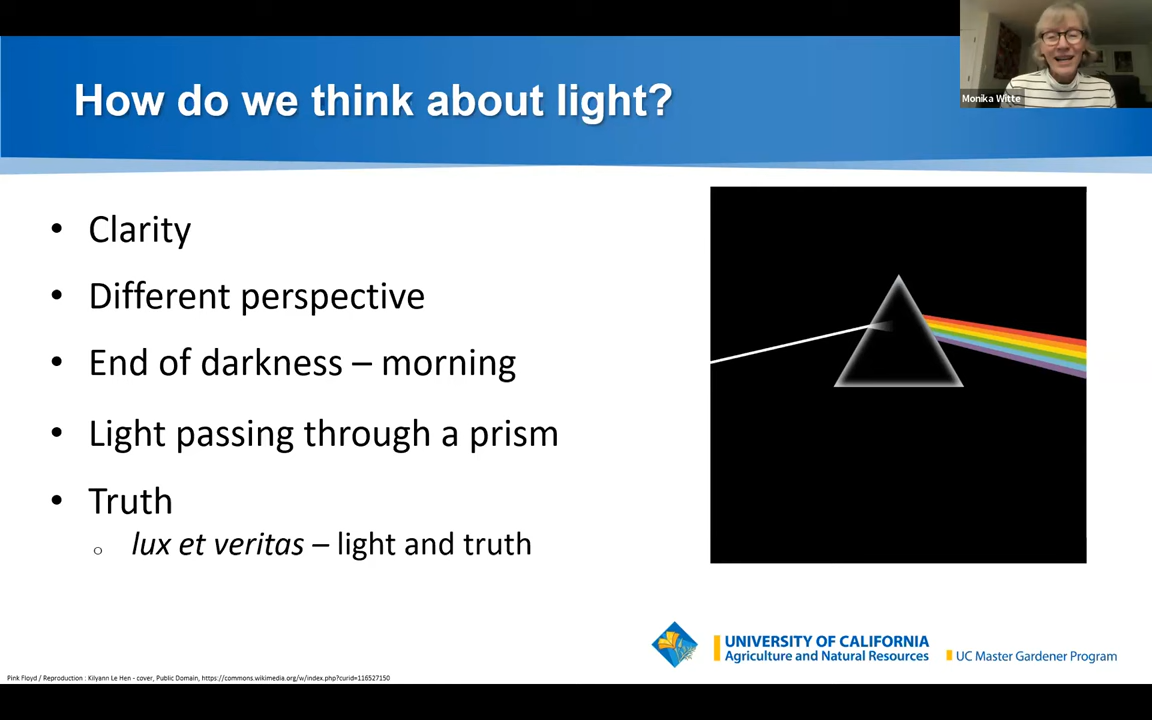 How do we think about light?
Monika Witte
• Clarity
• Different perspective
• End of darkness – morning
• Light passing through a prism
• Truth
○ lux et veritas – light and truth
UNIVERSITY OF CALIFORNIA
Agriculture and Natural Resources
UC Master Gardener Program
Pink Floyd / Reproduction : Kilyann Le Hen - cover, Public Domain, https://commons.wikimedia.org/w/index.php?curid=116527150